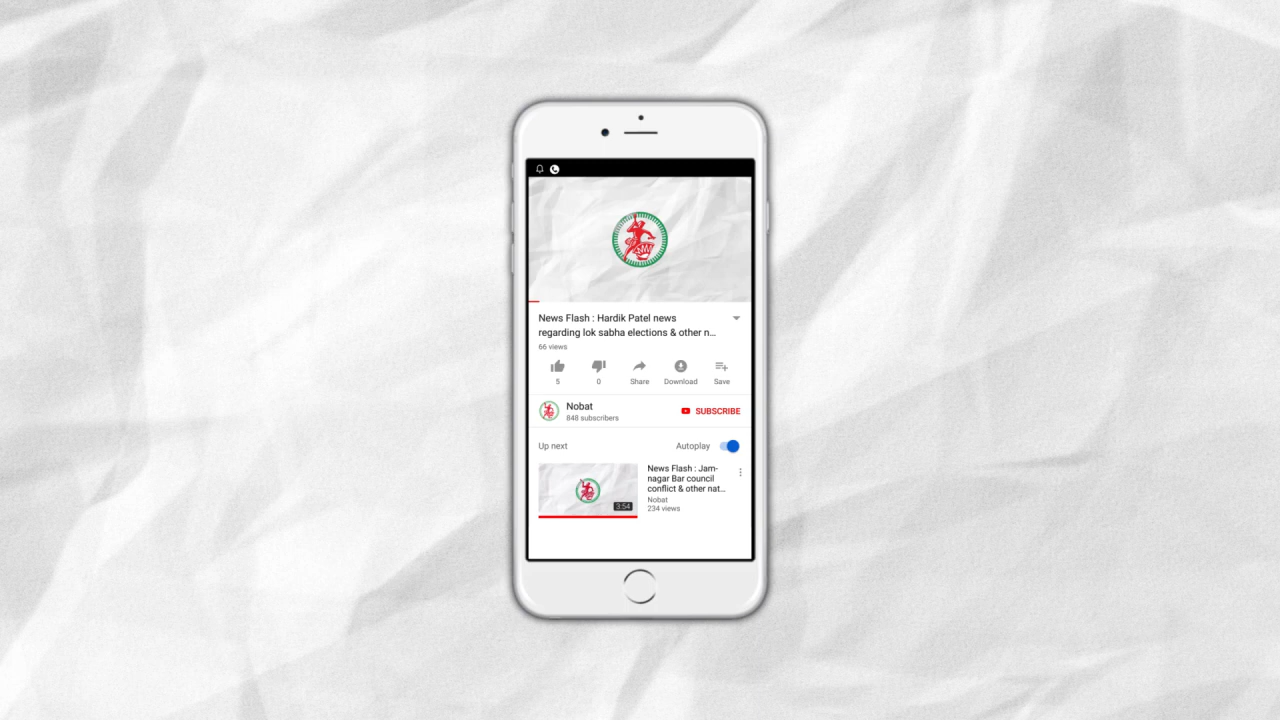 News Flash : Hardik Patel news
regarding lok sabha elections & other n...
66 views
5
0
Share
Download
Save
Nobat
848 subscribers
SUBSCRIBE
Up next
Autoplay
3:54
News Flash : Jam-
nagar Bar council
conflict & other nat...
Nobat
234 views